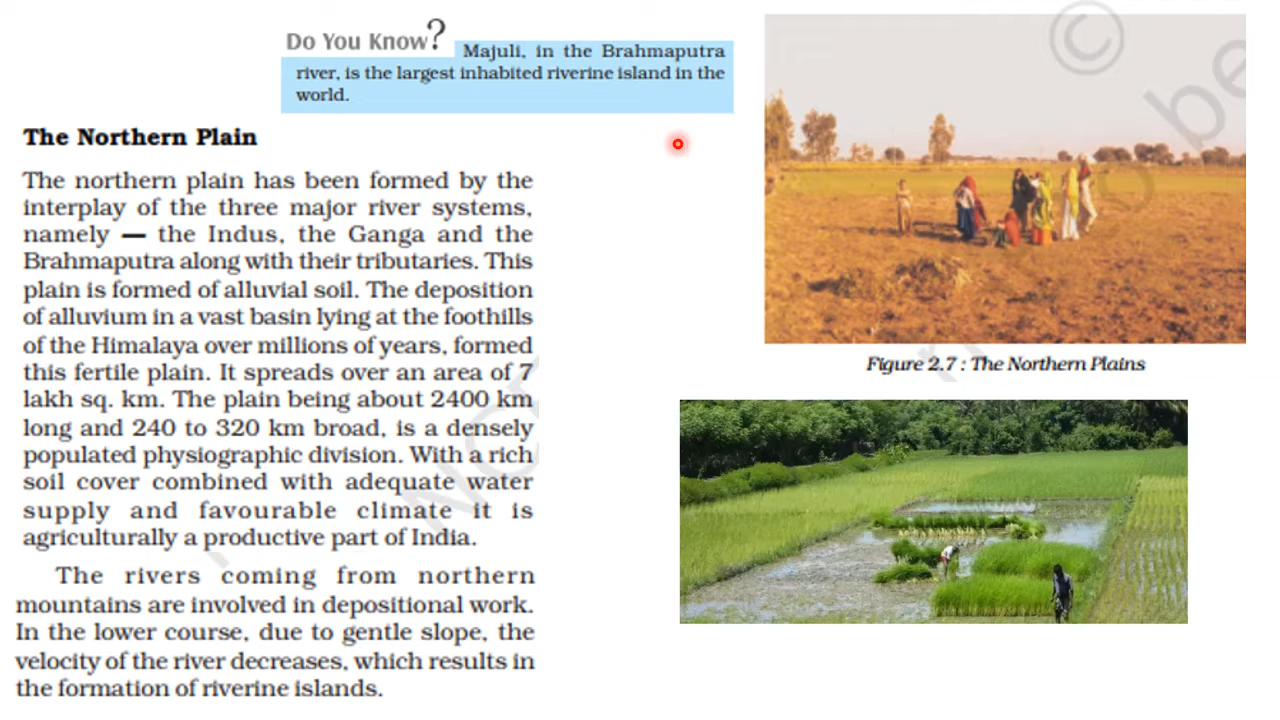 Do You Know?
Majuli, in the Brahmaputra
river, is the largest inhabited riverine island in the
world.
The Northern Plain
The northern plain has been formed by the
interplay of the three major river systems,
namely — the Indus, the Ganga and the
Brahmaputra along with their tributaries. This
plain is formed of alluvial soil. The deposition
of alluvium in a vast basin lying at the foothills
of the Himalaya over millions of years, formed
this fertile plain. It spreads over an area of 7
lakh sq. km. The plain being about 2400 km
long and 240 to 320 km broad, is a densely
populated physiographic division. With a rich
soil cover combined with adequate water
supply and favourable climate it is
agriculturally a productive part of India.
The rivers coming from northern
mountains are involved in depositional work.
In the lower course, due to gentle slope, the
velocity of the river decreases, which results in
the formation of riverine islands.
©
be
Figure 2.7 : The Northern Plains